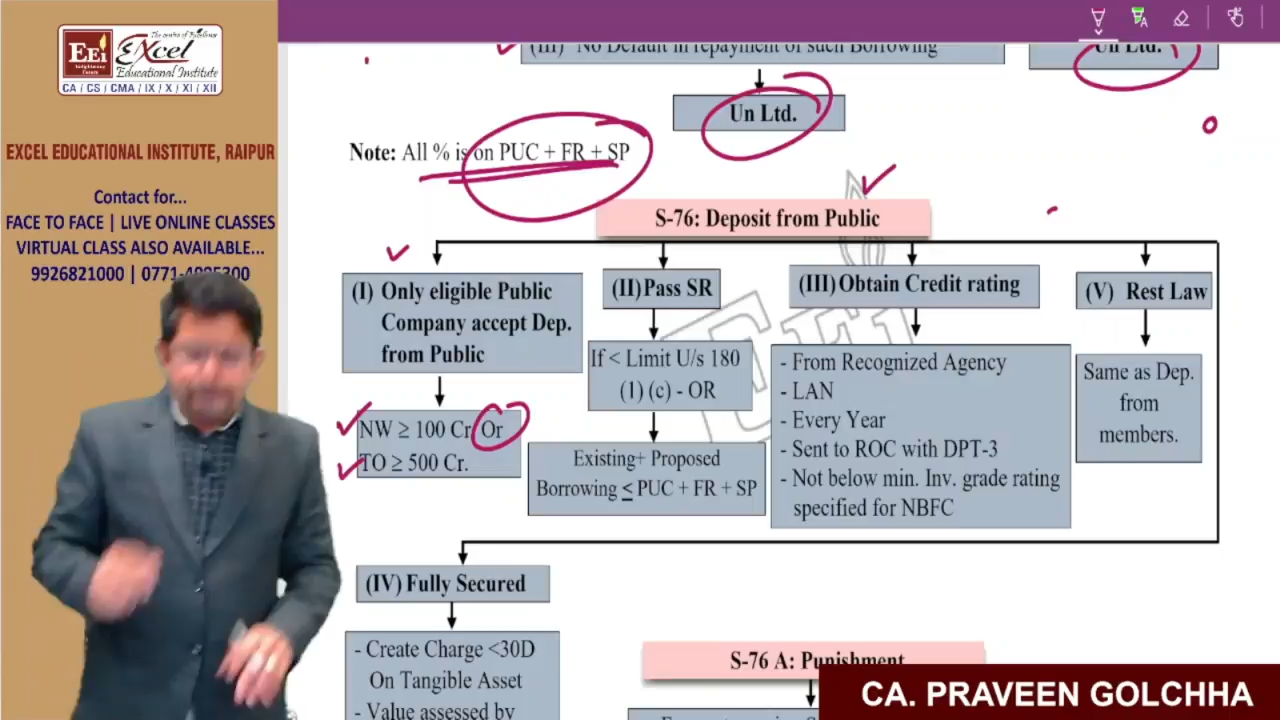 The centre of Excellence
EEi
EXcel
Educational Institute
CA / CS / CMA / IX / X / XI / XII
EXCEL EDUCATIONAL INSTITUTE, RAIPUR
Contact for...
FACE TO FACE | LIVE ONLINE CLASSES
VIRTUAL CLASS ALSO AVAILABLE...
9926821000 | 0771-4005300
(III) No Default in repayment of such Borrowing
Un Ltd.
Un Ltd.
Note: All % is on PUC + FR + SP
S-76: Deposit from Public
(I) Only eligible Public
Company accept Dep.
from Public
NW ≥ 100 Cr. Or
TO ≥ 500 Cr.
(II) Pass SR
If < Limit U/s 180
(1) (c) - OR
Existing+ Proposed
Borrowing ≤ PUC + FR + SP
(III) Obtain Credit rating
- From Recognized Agency
- LAN
- Every Year
- Sent to ROC with DPT-3
- Not below min. Inv. grade rating
specified for NBFC
(V) Rest Law
Same as Dep.
from
members.
(IV) Fully Secured
- Create Charge <30D
On Tangible Asset
- Value assessed by
S-76 A: Punishment
CA. PRAVEEN GOLCHHA